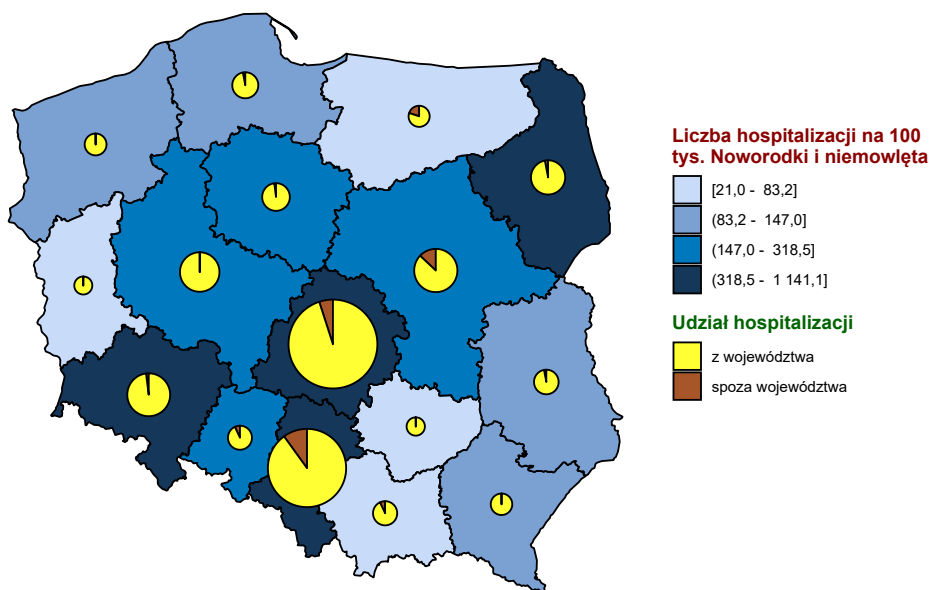 Liczba hospitalizacji na 100
tys. Noworodki i niemowlęta
[21,0 - 83,2]
(83,2 - 147,0]
(147,0 - 318,5]
(318,5 - 1 141,1]
Udział hospitalizacji
z województwa
spoza województwa